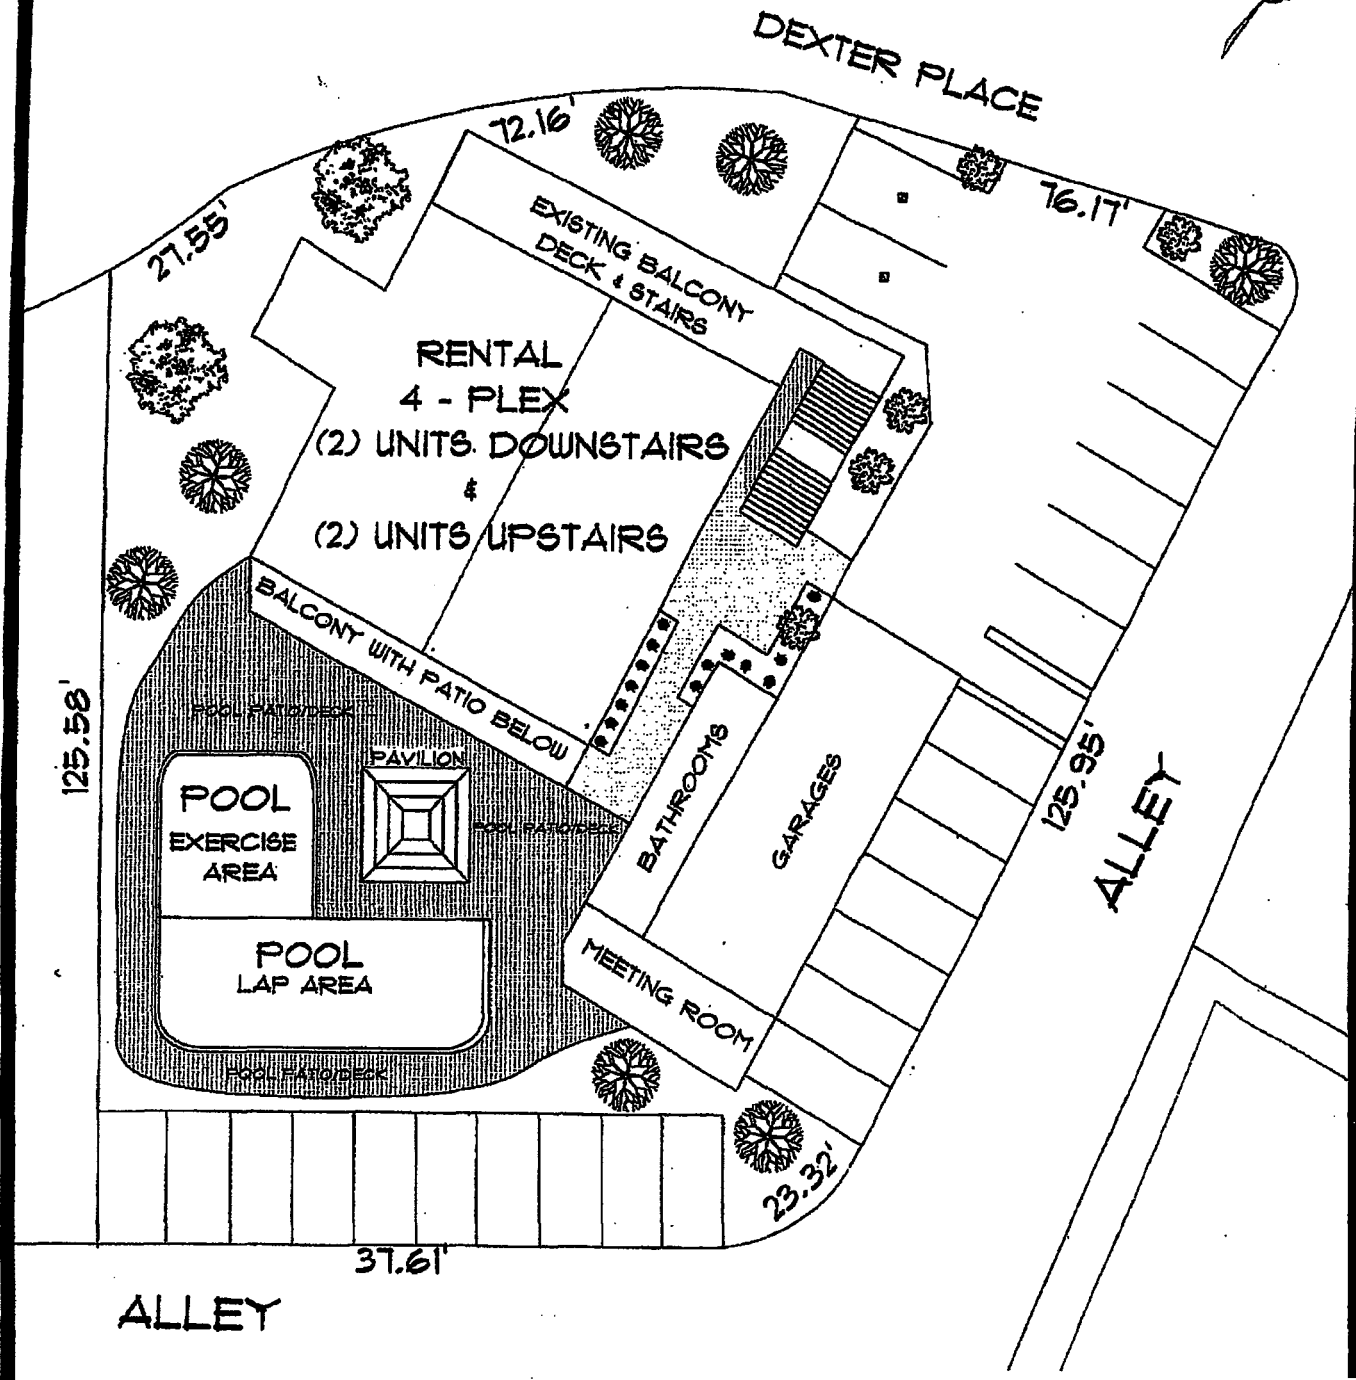 DEXTER PLACE
72.16'
27.55'
76.17'
EXISTING BALCONY
DECK & STAIRS
RENTAL
4 - PLEX
(2) UNITS DOWNSTAIRS
&
(2) UNITS UPSTAIRS
BALCONY WITH PATIO BELOW
125.58'
POOL PATIO/DECK
PAVILION
POOL
EXERCISE
AREA
POOL PATIO/DECK
BATHROOMS
GARAGES
125.95'
ALLEY
POOL
LAP AREA
MEETING ROOM
POOL PATIO/DECK
23.32'
37.61'
ALLEY